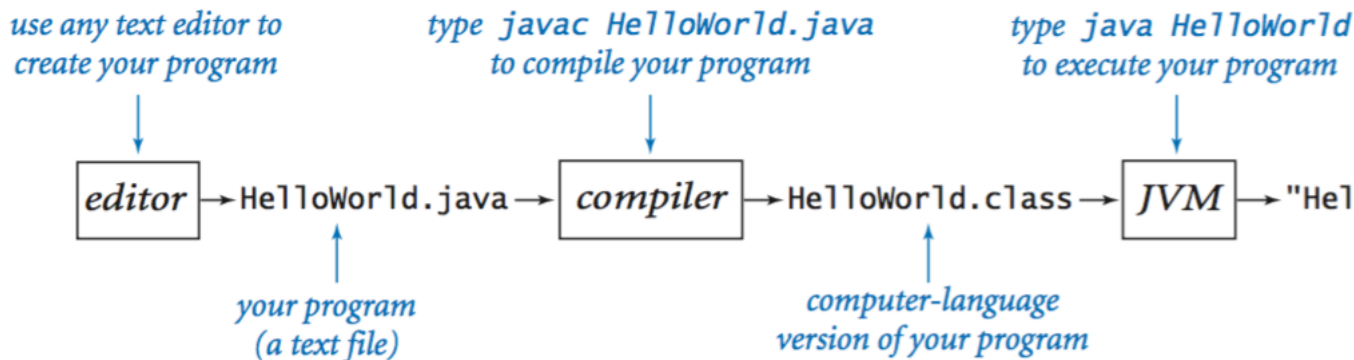 use any text editor to
create your program
type javac HelloWorld.java
to compile your program
type java HelloWorld
to execute your program
editor
HelloWorld.java
compiler
HelloWorld.class
JVM
"Hel
your program
(a text file)
computer-language
version of your program